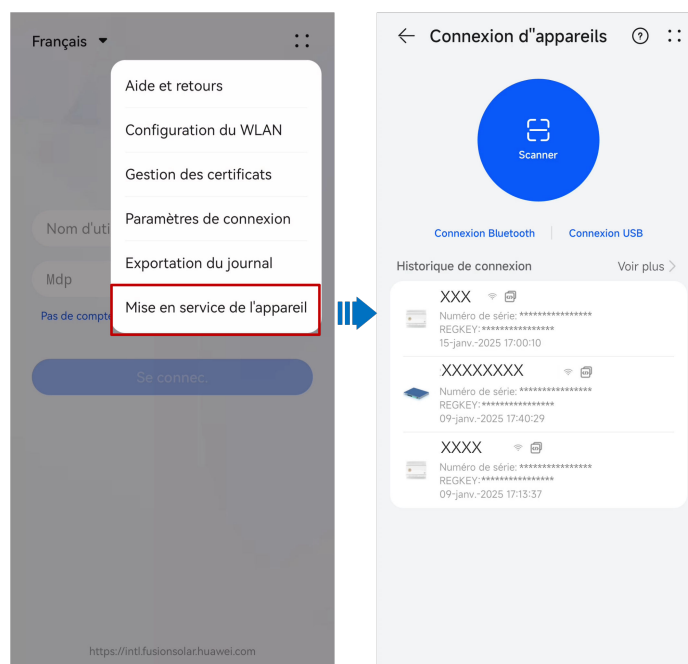 Français
Aide et retours
Configuration du WLAN
Gestion des certificats
Nom d'uti
Paramètres de connexion
Mdp
Exportation du journal
Pas de compte
Mise en service de l'appareil
Se connec
https://intl.fusionsolar.huawei.com
Connexion d"appareils
Scanner
Connexion Bluetooth
Connexion USB
Historique de connexion
Voir plus
XXX
Numéro de série: ****************
REGKEY:****************
15-janv.-2025 17:00:10
XXXXXXXX
Numéro de série: ****************
REGKEY:****************
09-janv.-2025 17:40:29
XXXX
Numéro de série: ****************
REGKEY:****************
09-janv.-2025 17:13:37